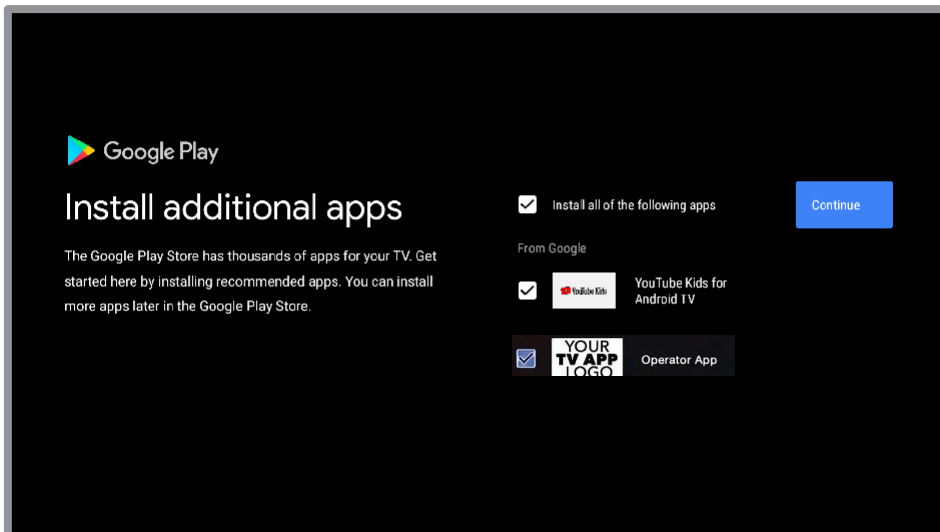 Google Play
Install additional apps
The Google Play Store has thousands of apps for your TV. Get
started here by installing recommended apps. You can install
more apps later in the Google Play Store.
Install all of the following apps
Continue
From Google
YouTube Kids
YouTube Kids for
Android TV
YOUR
TV APP
LOGO
Operator App